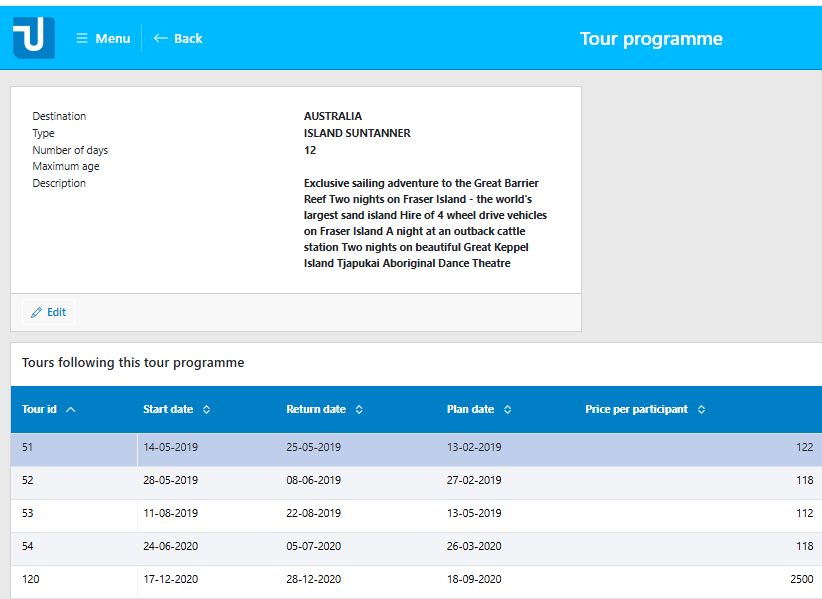 Menu Back Tour programme
Destination AUSTRALIA
Type ISLAND SUNTANNER
Number of days 12
Maximum age
Description Exclusive sailing adventure to the Great Barrier
Reef Two nights on Fraser Island - the world's
largest sand island Hire of 4 wheel drive vehicles
on Fraser Island A night at an outback cattle
station Two nights on beautiful Great Keppel
Island Tjapukai Aboriginal Dance Theatre
Edit
Tours following this tour programme
Tour id Start date Return date Plan date Price per participant
51 14-05-2019 25-05-2019 13-02-2019 122
52 28-05-2019 08-06-2019 27-02-2019 118
53 11-08-2019 22-08-2019 13-05-2019 112
54 24-06-2020 05-07-2020 26-03-2020 118
120 17-12-2020 28-12-2020 18-09-2020 2500